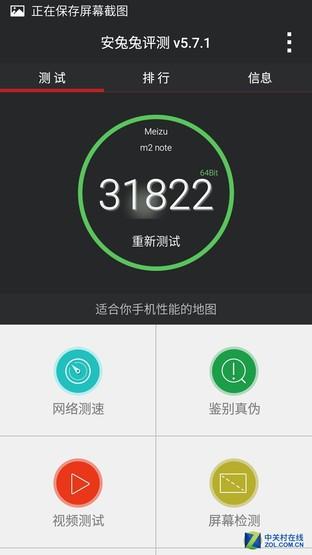 正在保存屏幕截图
安兔兔评测 v5.7.1
测 试
排 行
信息
Meizu
m2 note
64Bit
31822
重新测试
适合你手机性能的地图
网络测速
鉴别真伪
视频测试
屏幕检测
中关村在线
ZOL.COM.CN